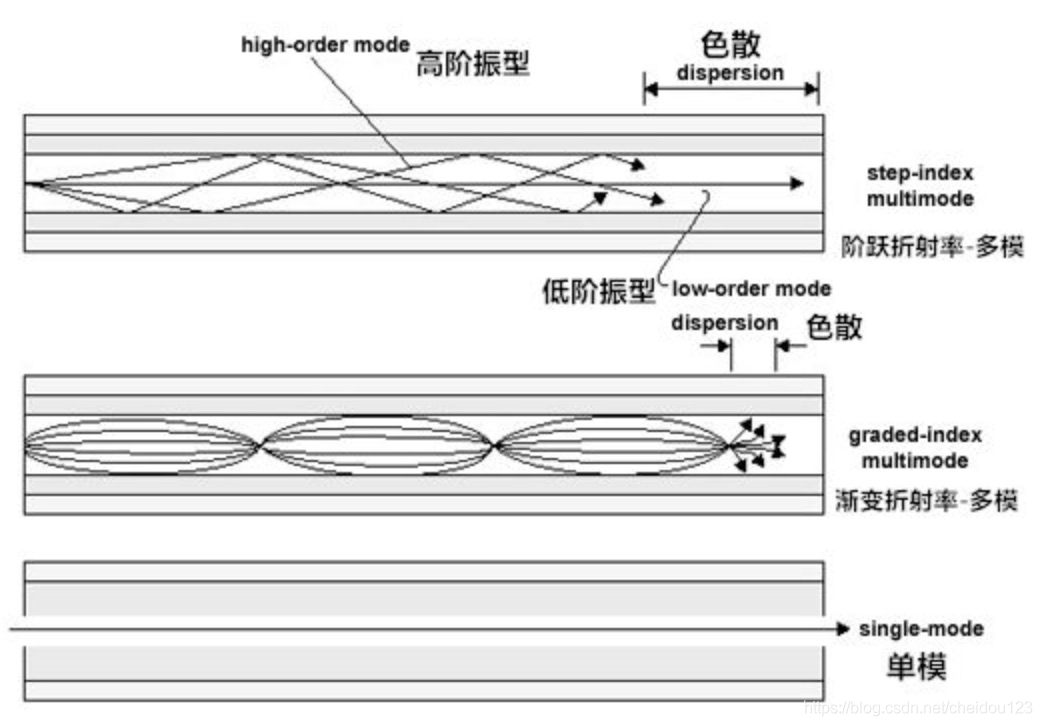 high-order mode
高阶振型
色散
dispersion
step-index
multimode
阶跃折射率-多模
低阶振型
low-order mode
dispersion
色散
graded-index
multimode
渐变折射率-多模
single-mode
单模
https://blog.csdn.net/cheidou123